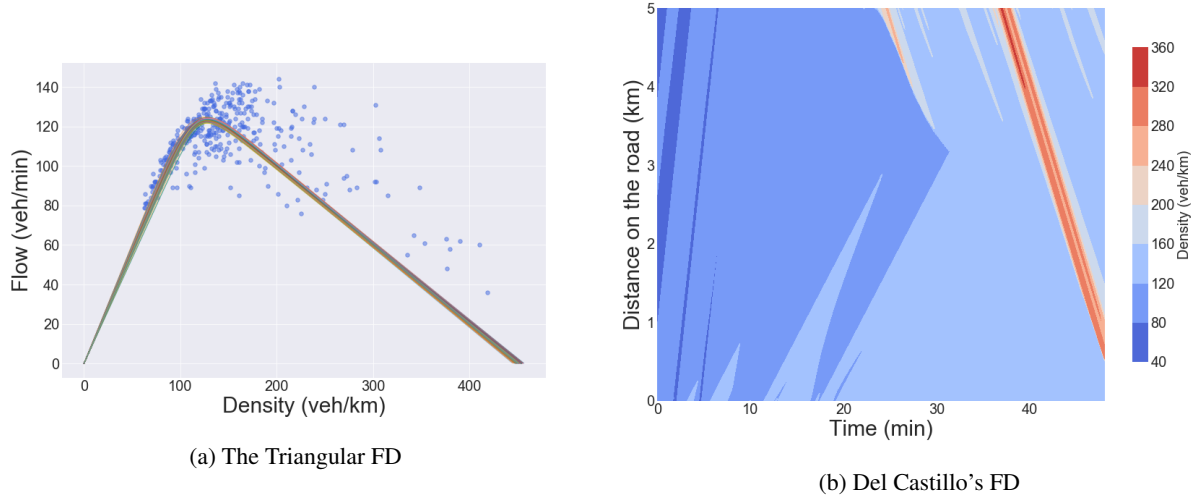 140
120
100
80
60
40
20
0
Flow (veh/min)
0 100 200 300 400
Density (veh/km)
(a) The Triangular FD
5
4
3
2
1
0
Distance on the road (km)
0 10 20 30 40
Time (min)
360
320
280
240
200
160
120
80
40
Density (veh/km)
(b) Del Castillo's FD